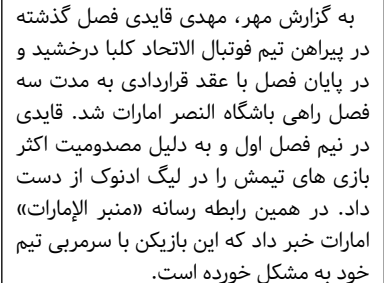 به گزارش مهر، مهدی قایدی فصل گذشته
در پیراهن تیم فوتبال الاتحاد کلبا درخشید و
در پایان فصل با عقد قراردادی به مدت سه
فصل راهی باشگاه النصر امارات شد. قایدی
در نیم فصل اول و به دلیل مصدومیت اکثر
بازی های تیمش را در لیگ ادنوک از دست
داد. در همین رابطه رسانه «منبر الإمارات»
امارات خبر داد که این بازیکن با سرمربی تیم
خود به مشکل خورده است.